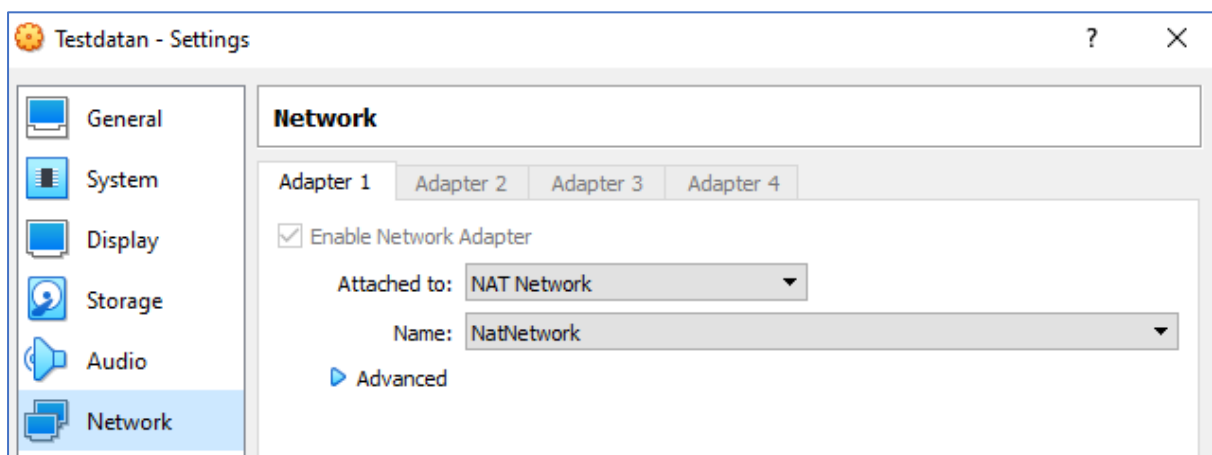 Testdatan - Settings ? ×
General
System
Display
Storage
Audio
Network
Network
Adapter 1 Adapter 2 Adapter 3 Adapter 4
Enable Network Adapter
Attached to: NAT Network
Name: NatNetwork
Advanced